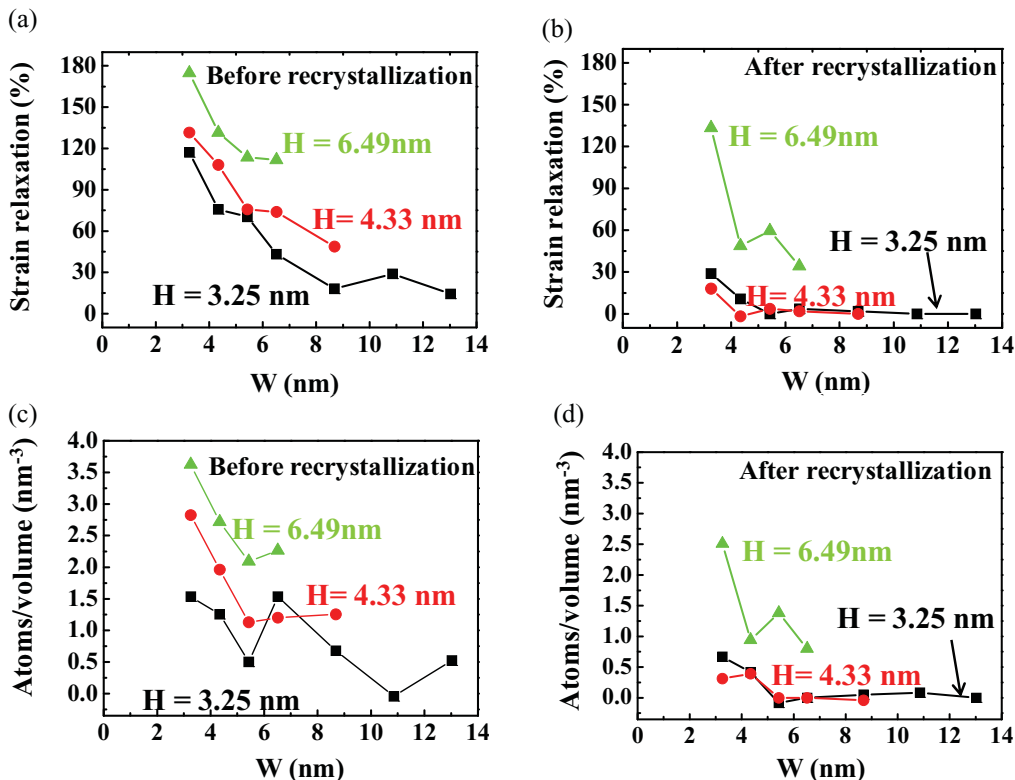 (a)
180
150
120
90
60
30
0
Strain relaxation (%)
Before recrystallization
H = 6.49nm
H= 4.33 nm
H = 3.25 nm
0 2 4 6 8 10 12 14
W (nm)
(b)
180
150
120
90
60
30
0
Strain relaxation (%)
After recrystallization
H = 6.49nm
H = 3.25 nm
H= 4.33 nm
0 2 4 6 8 10 12 14
W (nm)
(c)
4.0
3.5
3.0
2.5
2.0
1.5
1.0
0.5
0.0
Atoms/volume (nm-3)
Before recrystallization
H = 6.49nm
H= 4.33 nm
H = 3.25 nm
0 2 4 6 8 10 12 14
W (nm)
(d)
4.0
3.5
3.0
2.5
2.0
1.5
1.0
0.5
0.0
Atoms/volume (nm-3)
After recrystallization
H = 6.49nm
H = 3.25 nm
H= 4.33 nm
0 2 4 6 8 10 12 14
W (nm)